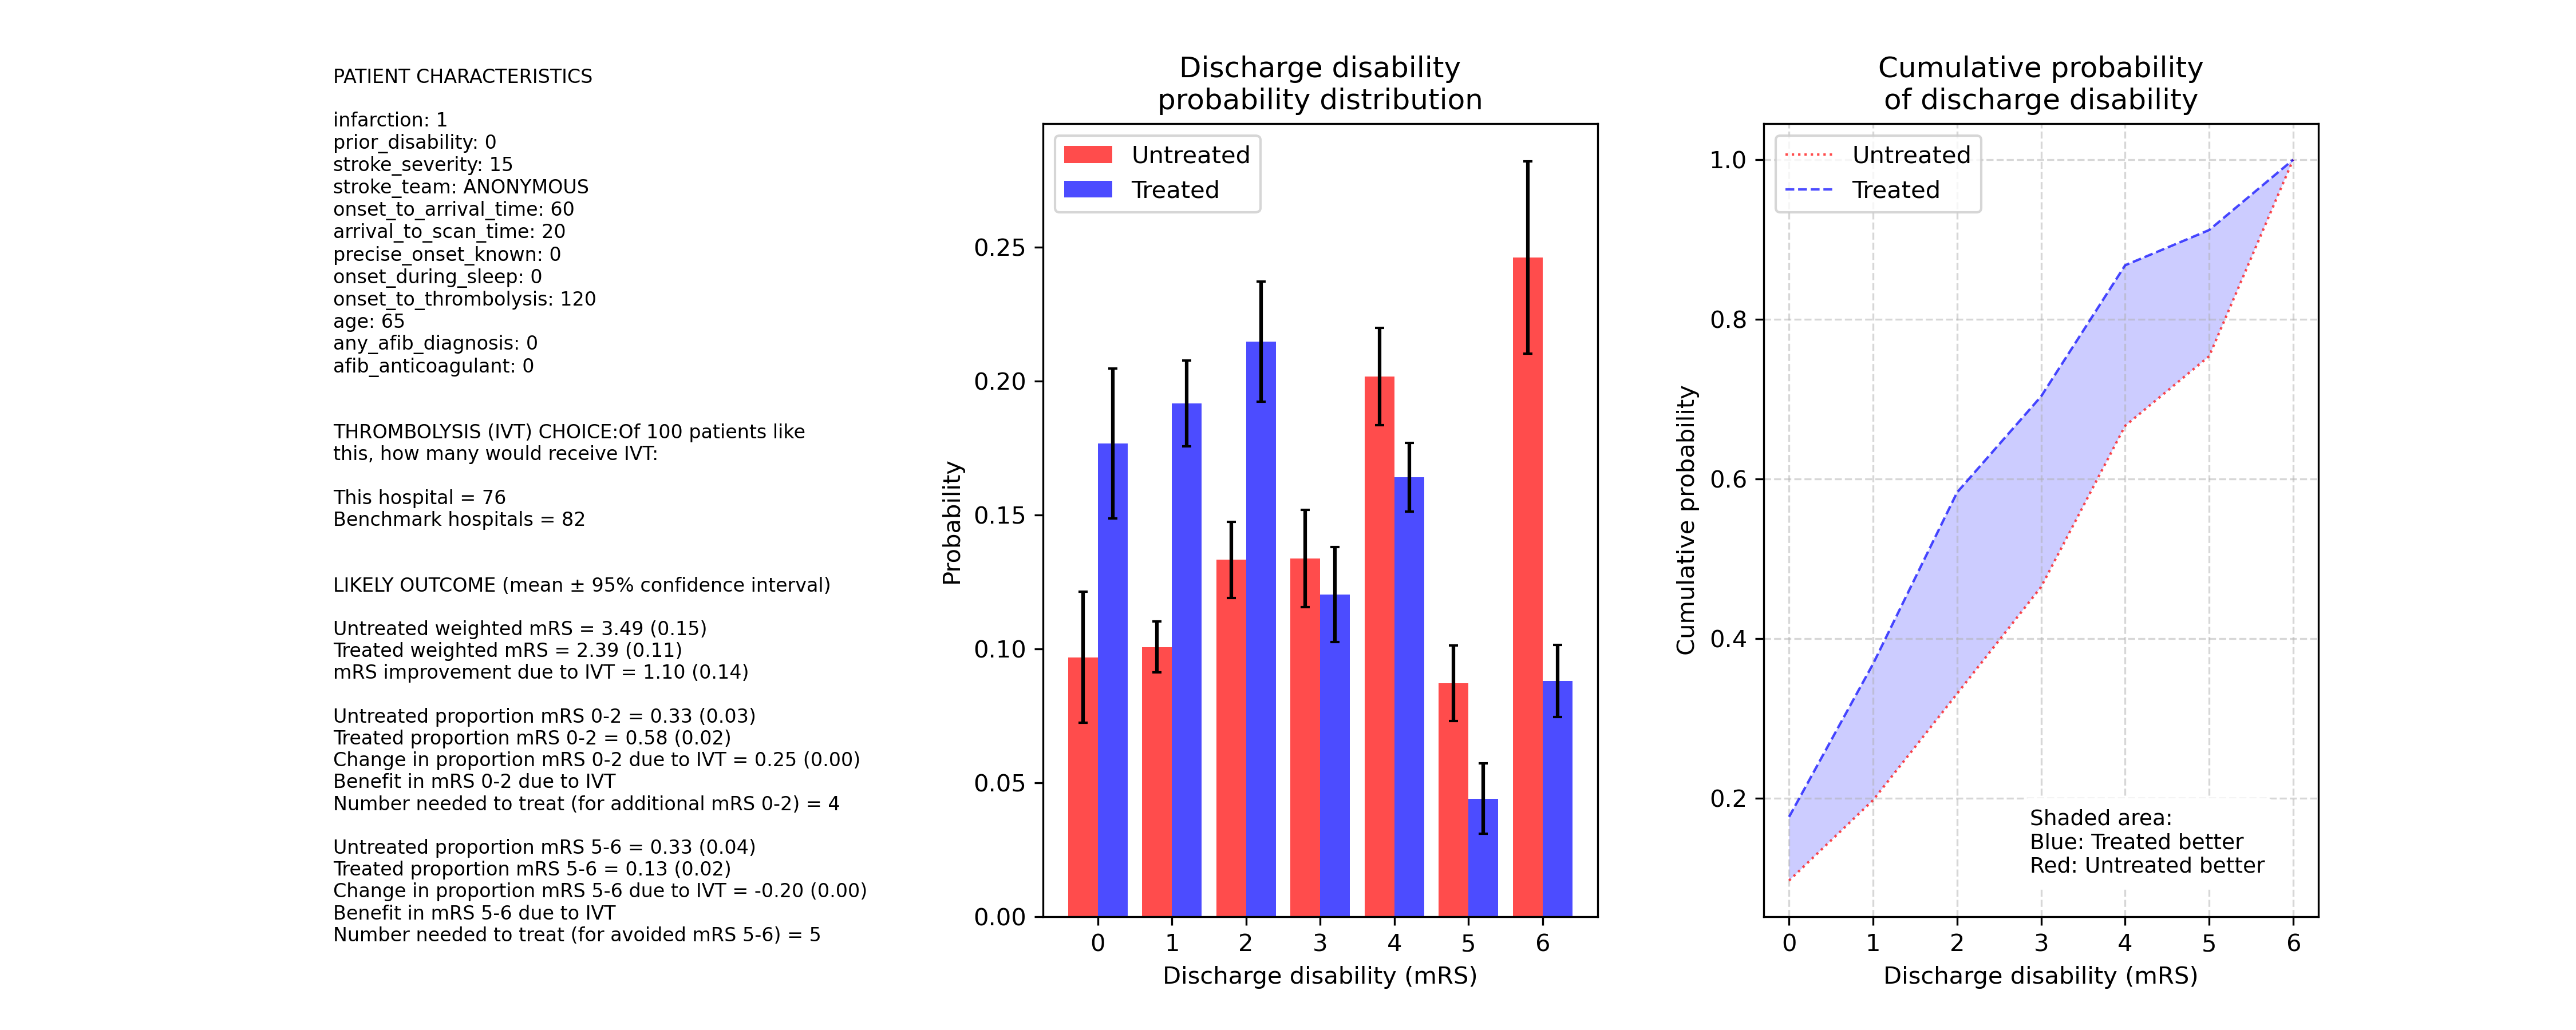 PATIENT CHARACTERISTICS
infarction: 1
prior_disability: 0
stroke_severity: 15
stroke_team: ANONYMOUS
onset_to_arrival_time: 60
arrival_to_scan_time: 20
precise_onset_known: 0
onset_during_sleep: 0
onset_to_thrombolysis: 120
age: 65
any_afib_diagnosis: 0
afib_anticoagulant: 0
THROMBOLYSIS (IVT) CHOICE:Of 100 patients like
this, how many would receive IVT:
This hospital = 76
Benchmark hospitals = 82
LIKELY OUTCOME (mean ± 95% confidence interval)
Untreated weighted mRS = 3.49 (0.15)
Treated weighted mRS = 2.39 (0.11)
mRS improvement due to IVT = 1.10 (0.14)
Untreated proportion mRS 0-2 = 0.33 (0.03)
Treated proportion mRS 0-2 = 0.58 (0.02)
Change in proportion mRS 0-2 due to IVT = 0.25 (0.00)
Benefit in mRS 0-2 due to IVT
Number needed to treat (for additional mRS 0-2) = 4
Untreated proportion mRS 5-6 = 0.33 (0.04)
Treated proportion mRS 5-6 = 0.13 (0.02)
Change in proportion mRS 5-6 due to IVT = -0.20 (0.00)
Benefit in mRS 5-6 due to IVT
Number needed to treat (for avoided mRS 5-6) = 5
Discharge disability
probability distribution
Untreated
Treated
Probability
0.25
0.20
0.15
0.10
0.05
0.00
0 1 2 3 4 5 6
Discharge disability (mRS)
Cumulative probability
of discharge disability
Untreated
Treated
Cumulative probability
1.0
0.8
0.6
0.4
0.2
Shaded area:
Blue: Treated better
Red: Untreated better
0 1 2 3 4 5 6
Discharge disability (mRS)